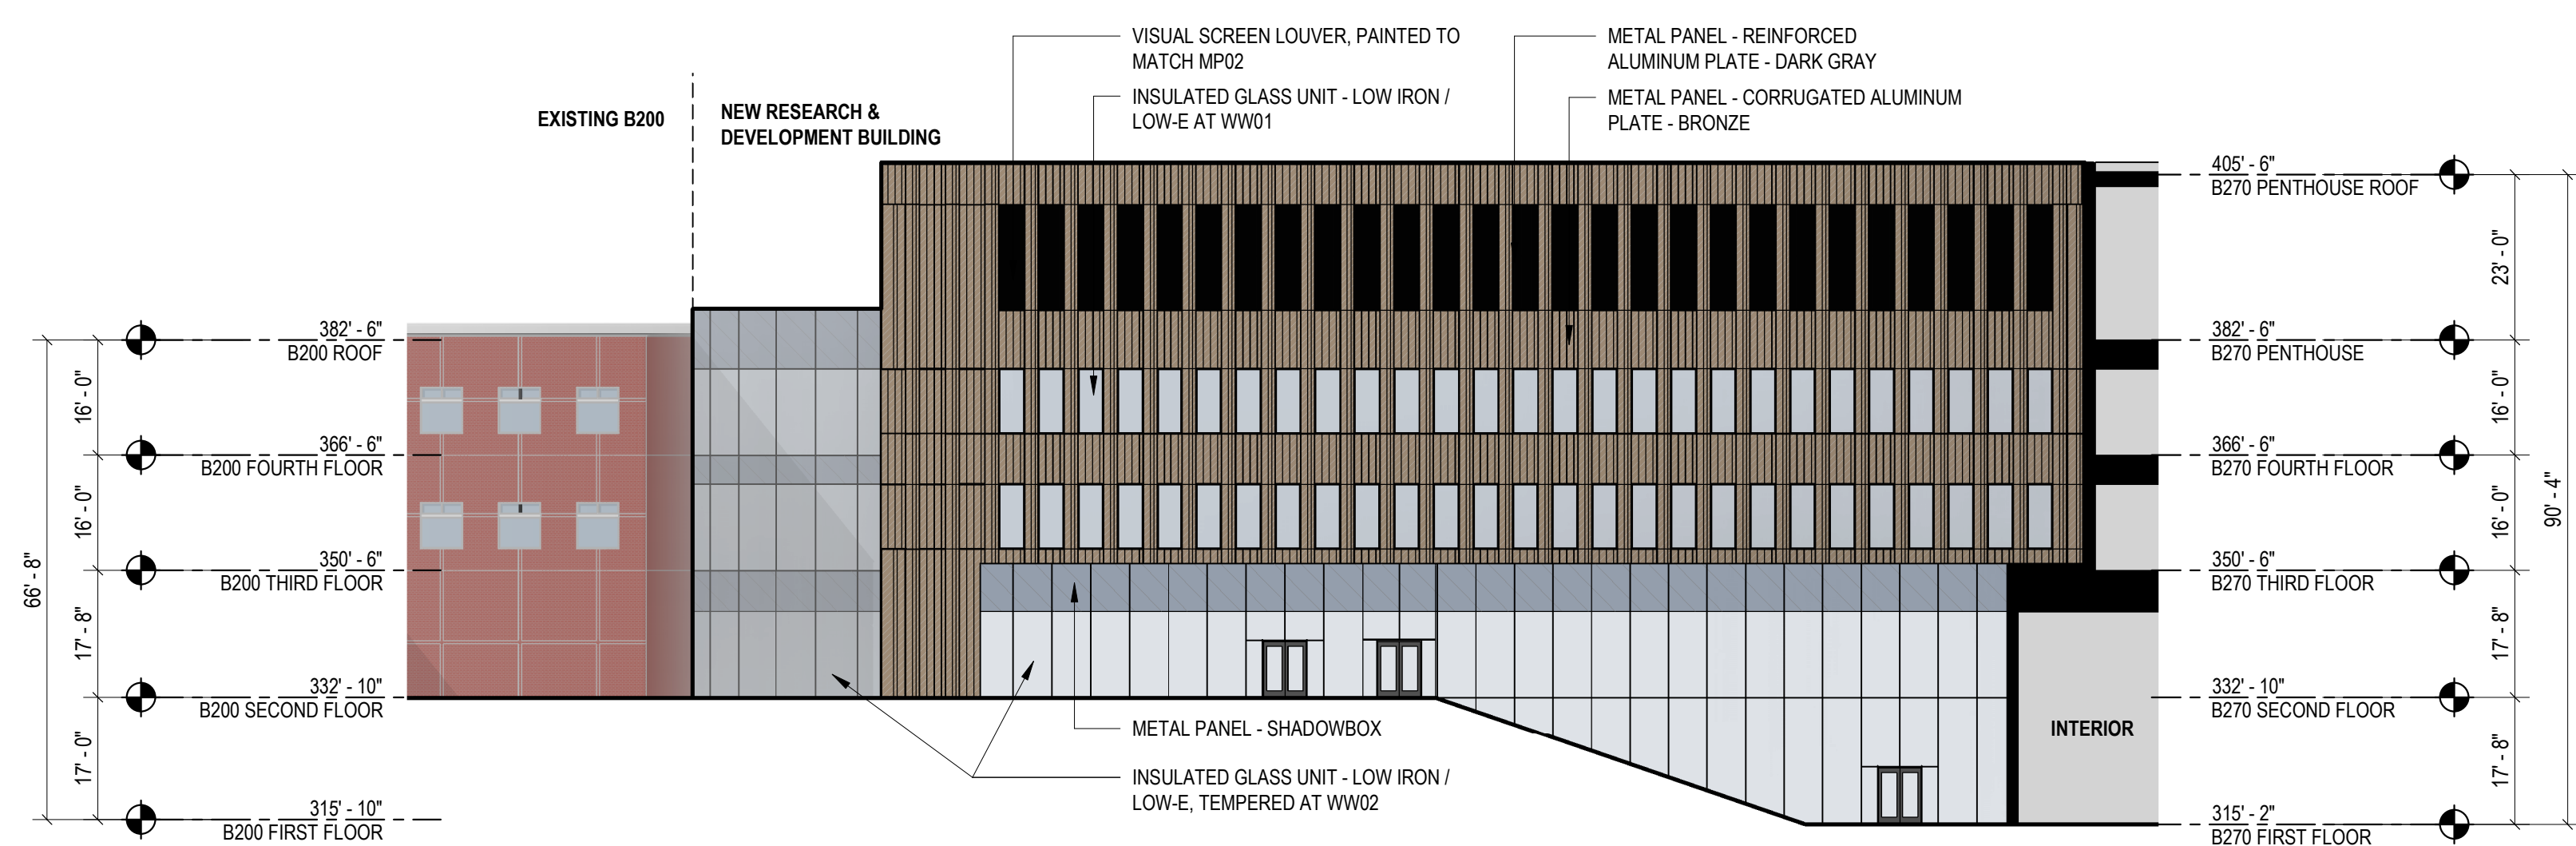 VISUAL SCREEN LOUVER, PAINTED TO
MATCH MP02
INSULATED GLASS UNIT - LOW IRON /
LOW-E AT WW01
METAL PANEL - REINFORCED
ALUMINUM PLATE - DARK GRAY
METAL PANEL - CORRUGATED ALUMINUM
PLATE - BRONZE
EXISTING B200
NEW RESEARCH &
DEVELOPMENT BUILDING
382' - 6"
B200 ROOF
366' - 6"
B200 FOURTH FLOOR
350' - 6"
B200 THIRD FLOOR
332' - 10"
B200 SECOND FLOOR
315' - 10"
B200 FIRST FLOOR
16' - 0"
16' - 0"
17' - 8"
17' - 0"
66' - 8"
405' - 6"
B270 PENTHOUSE ROOF
382' - 6"
B270 PENTHOUSE
366' - 6"
B270 FOURTH FLOOR
350' - 6"
B270 THIRD FLOOR
332' - 10"
B270 SECOND FLOOR
315' - 2"
B270 FIRST FLOOR
23' - 0"
16' - 0"
16' - 0"
17' - 8"
17' - 8"
90' - 4"
INTERIOR
METAL PANEL - SHADOWBOX
INSULATED GLASS UNIT - LOW IRON /
LOW-E, TEMPERED AT WW02